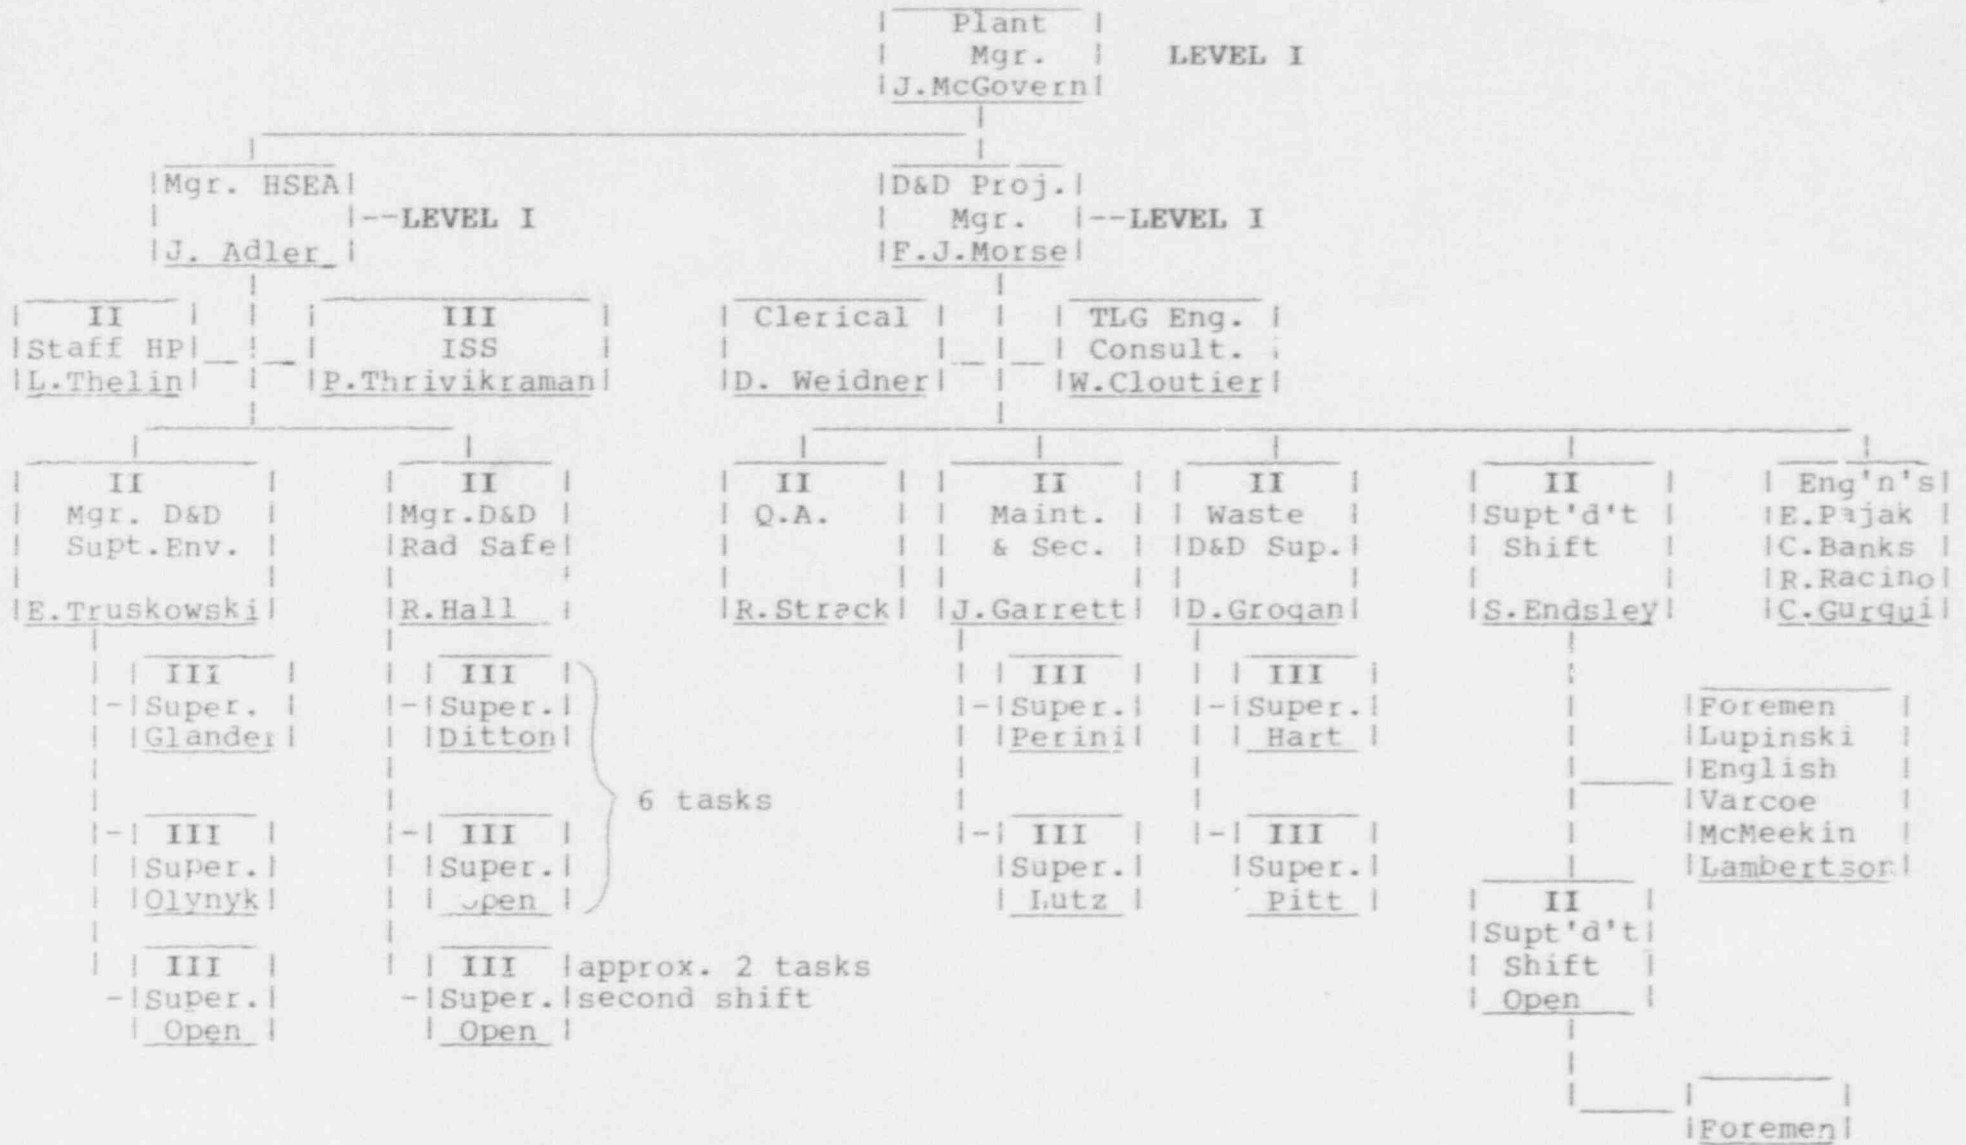 Plant
Mgr.
J.McGovern
LEVEL I
Mgr. HSEA
J. Adler
--LEVEL I
D&D Proj.
Mgr.
F.J.Morse
--LEVEL I
II
Staff HP
L.Thelin
III
ISS
P.Thrivikraman
Clerical
D. Weidner
TLG Eng.
Consult.
W.Cloutier
II
Mgr. D&D
Supt.Env.
E.Truskowski
II
Mgr.D&D
Rad Safe
R.Hall
II
Q.A.
R.Strack
II
Maint.
& Sec.
J.Garrett
II
Waste
D&D Sup.
D.Grogan
II
Supt'd't
Shift
S.Endsley
Eng'n's
E.Pajak
C.Banks
R.Racino
C.Gurqui
III
Super.
Glander
III
Super.
Ditton
III
Super.
Perini
III
Super.
Hart
Foremen
Lupinski
English
Varcoe
McMeekin
Lambertson
6 tasks
III
Super.
Olynyk
III
Super.
Open
III
Super.
Lutz
III
Super.
Pitt
II
Supt'd't
Shift
Open
III
Super.
Open
III
Super.
Open
approx. 2 tasks
second shift
Foremen